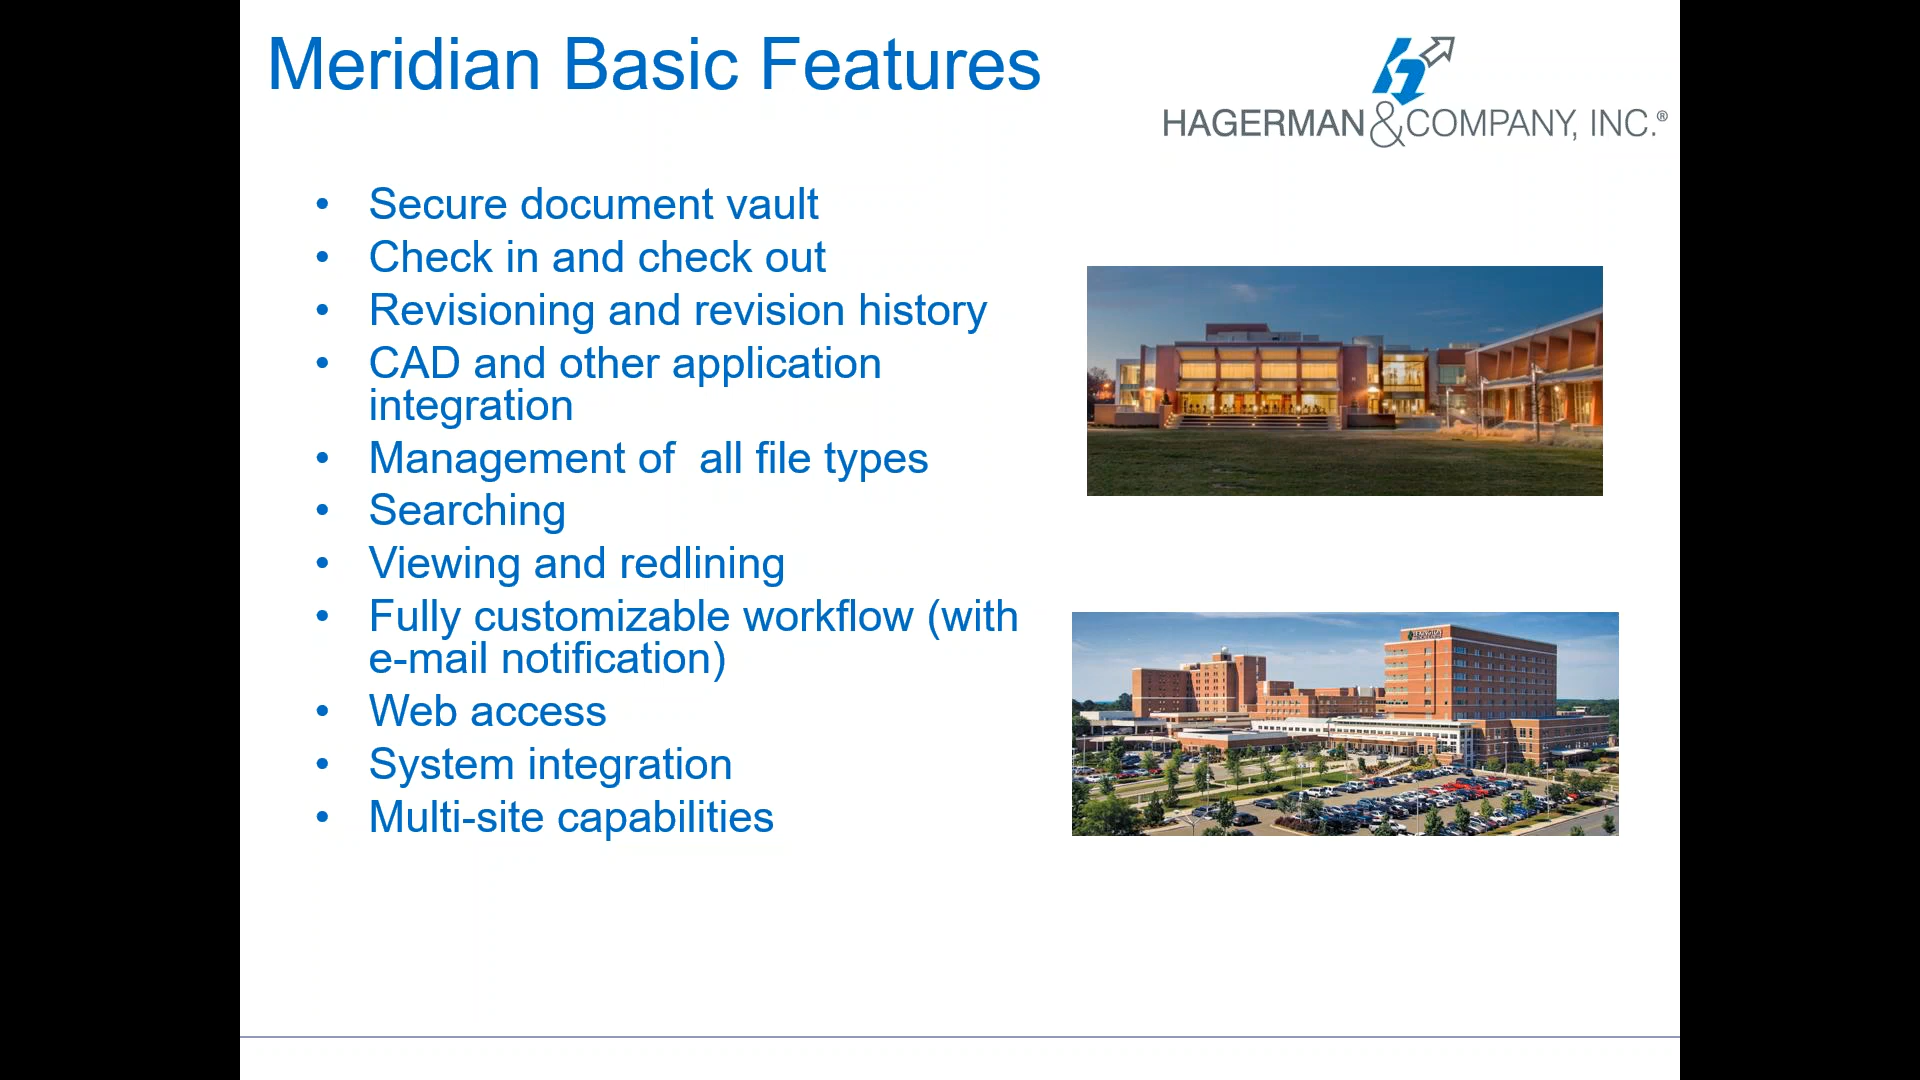 Meridian Basic Features
HAGERMAN & COMPANY, INC.®
• Secure document vault
• Check in and check out
• Revisioning and revision history
• CAD and other application
integration
• Management of  all file types
• Searching
• Viewing and redlining
• Fully customizable workflow (with
e-mail notification)
• Web access
• System integration
• Multi-site capabilities